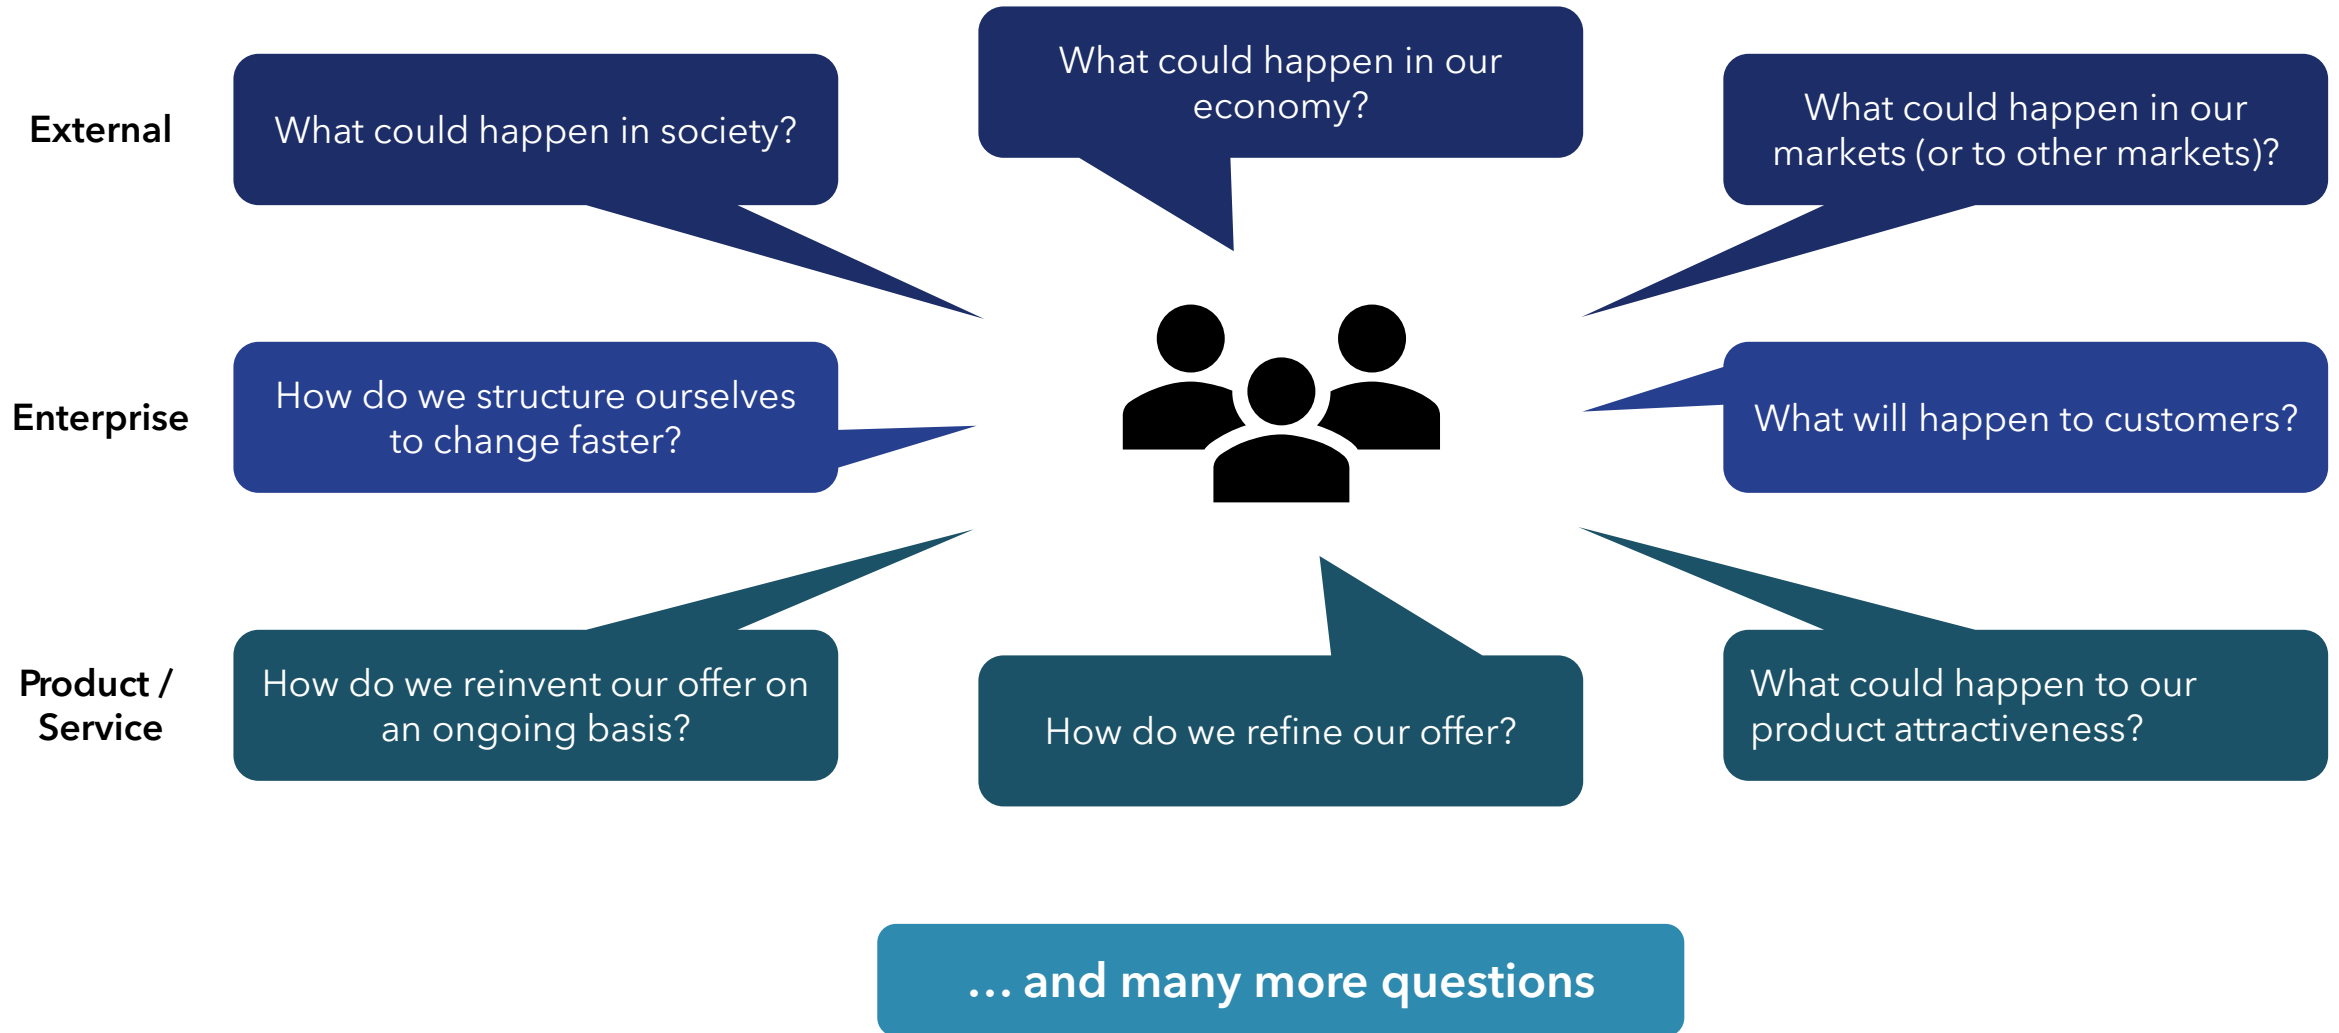 External
What could happen in society?
What could happen in our
economy?
What could happen in our
markets (or to other markets)?
Enterprise
How do we structure ourselves
to change faster?
What will happen to customers?
Product /
Service
How do we reinvent our offer on
an ongoing basis?
How do we refine our offer?
What could happen to our
product attractiveness?
… and many more questions